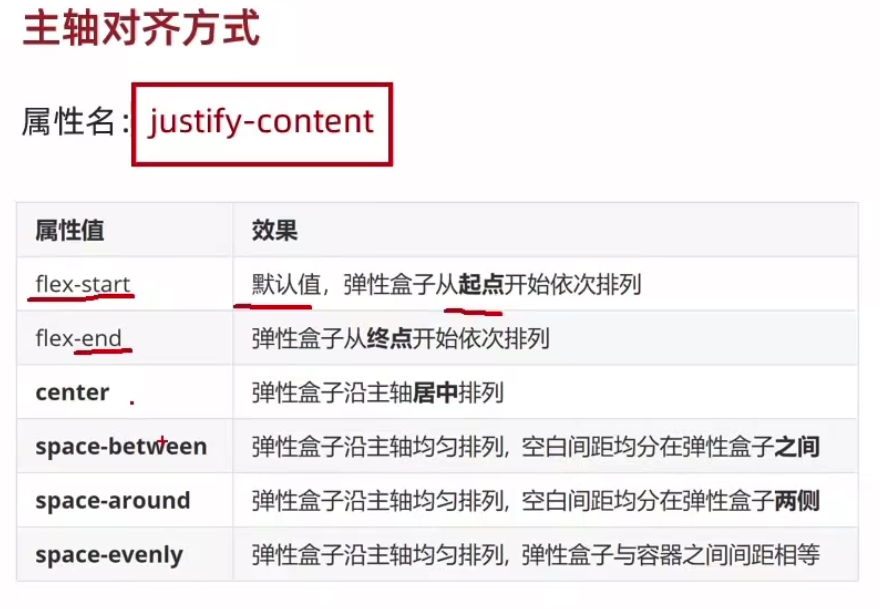 主轴对齐方式
属性名：justify-content
属性值 效果
flex-start 默认值，弹性盒子从起点开始依次排列
flex-end 弹性盒子从终点开始依次排列
center 弹性盒子沿主轴居中排列
space-between 弹性盒子沿主轴均匀排列，空白间距均分在弹性盒子之间
space-around 弹性盒子沿主轴均匀排列，空白间距均分在弹性盒子两侧
space-evenly 弹性盒子沿主轴均匀排列，弹性盒子与容器之间间距相等